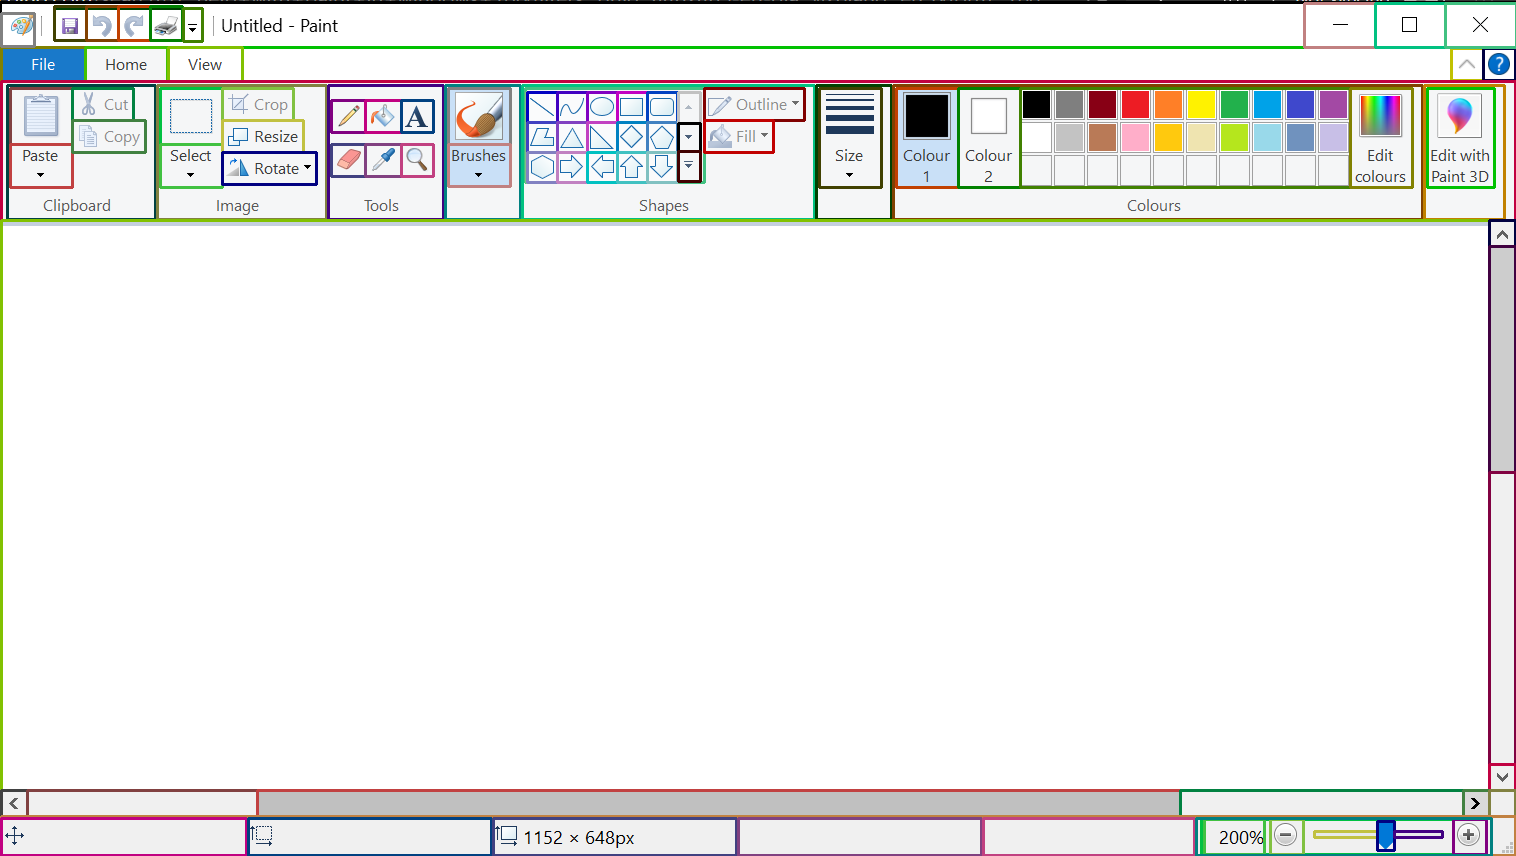 Untitled - Paint
File Home View
Paste
Cut
Copy
Clipboard
Select
Crop
Resize
Rotate
Image
A
Tools
Brushes
Outline
Fill
Shapes
Size
Colour
1
Colour
2
Edit
colours
Colours
Edit with
Paint 3D
1152 × 648px
200%